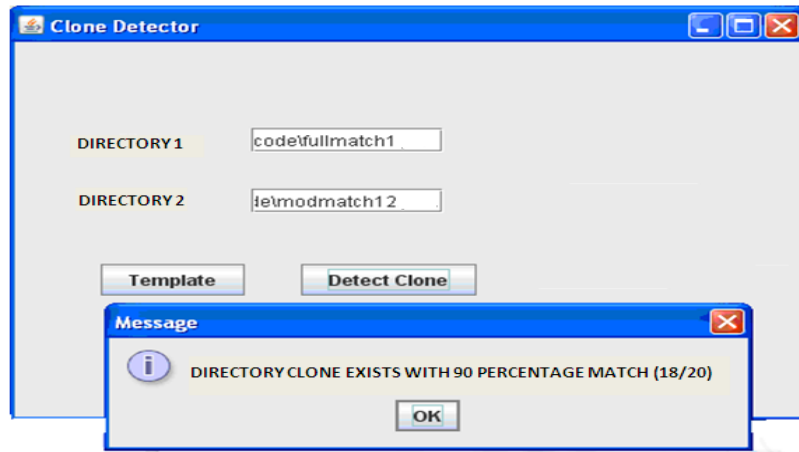 Clone Detector
DIRECTORY 1
code\fullmatch1
DIRECTORY 2
de\modmatch12
Template
Detect Clone
Message
DIRECTORY CLONE EXISTS WITH 90 PERCENTAGE MATCH (18/20)
OK